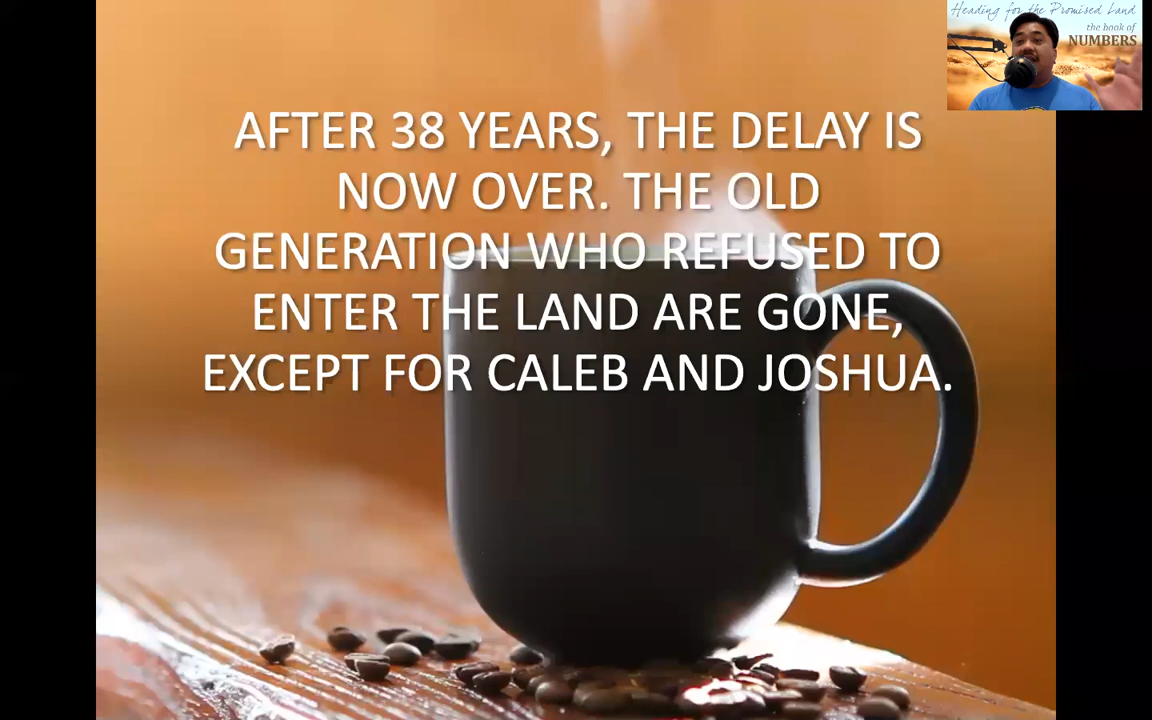 Heading for the Promised Land
the book of
NUMBERS
AFTER 38 YEARS, THE DELAY IS
NOW OVER. THE OLD
GENERATION WHO REFUSED TO
ENTER THE LAND ARE GONE,
EXCEPT FOR CALEB AND JOSHUA.